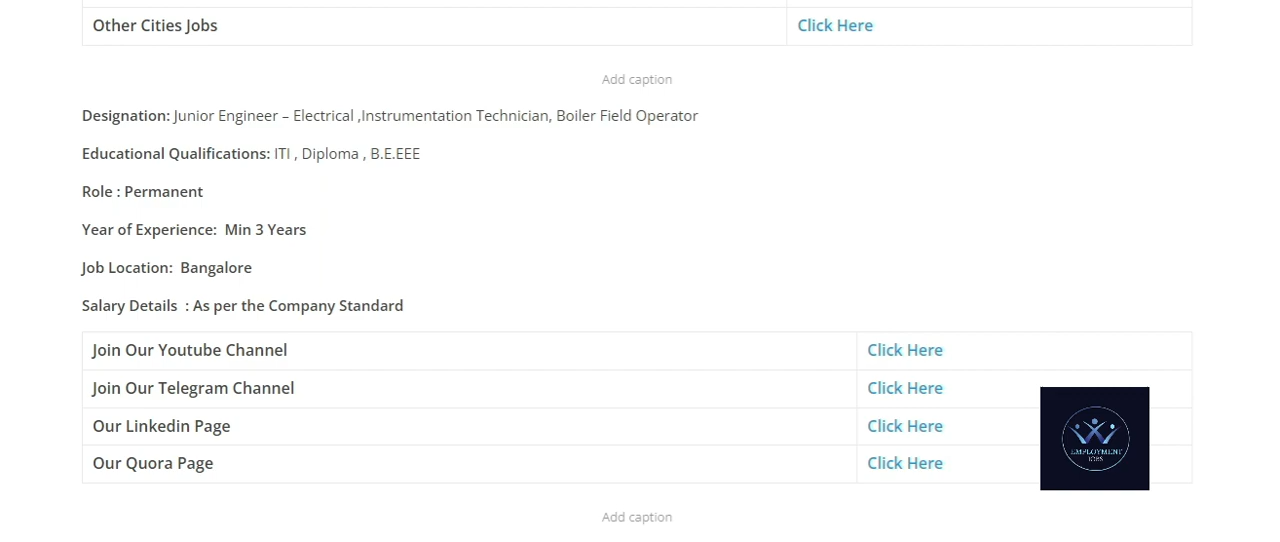 Other Cities Jobs Click Here
Add caption
Designation: Junior Engineer – Electrical ,Instrumentation Technician, Boiler Field Operator
Educational Qualifications: ITI , Diploma , B.E.EEE
Role : Permanent
Year of Experience:  Min 3 Years
Job Location:  Bangalore
Salary Details  : As per the Company Standard
Join Our Youtube Channel Click Here
Join Our Telegram Channel Click Here
Our Linkedin Page Click Here
Our Quora Page Click Here
EMPLOYMENT
JOBS
Add caption